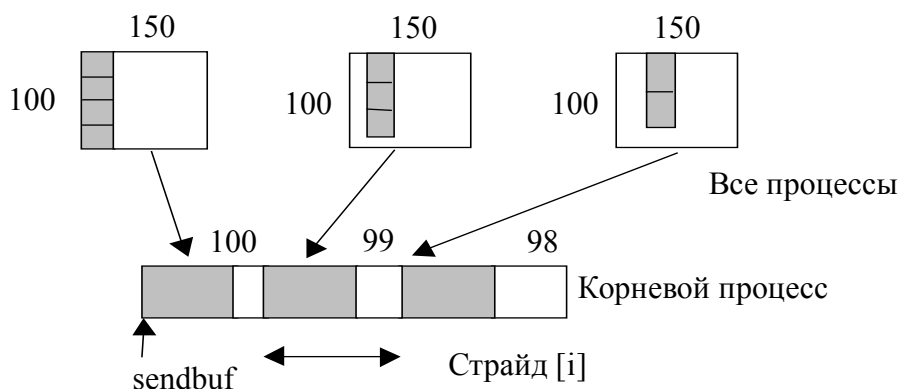 150
150
150
100
100
100
Все процессы
100
99
98
Корневой процесс
Страйд [i]
sendbuf